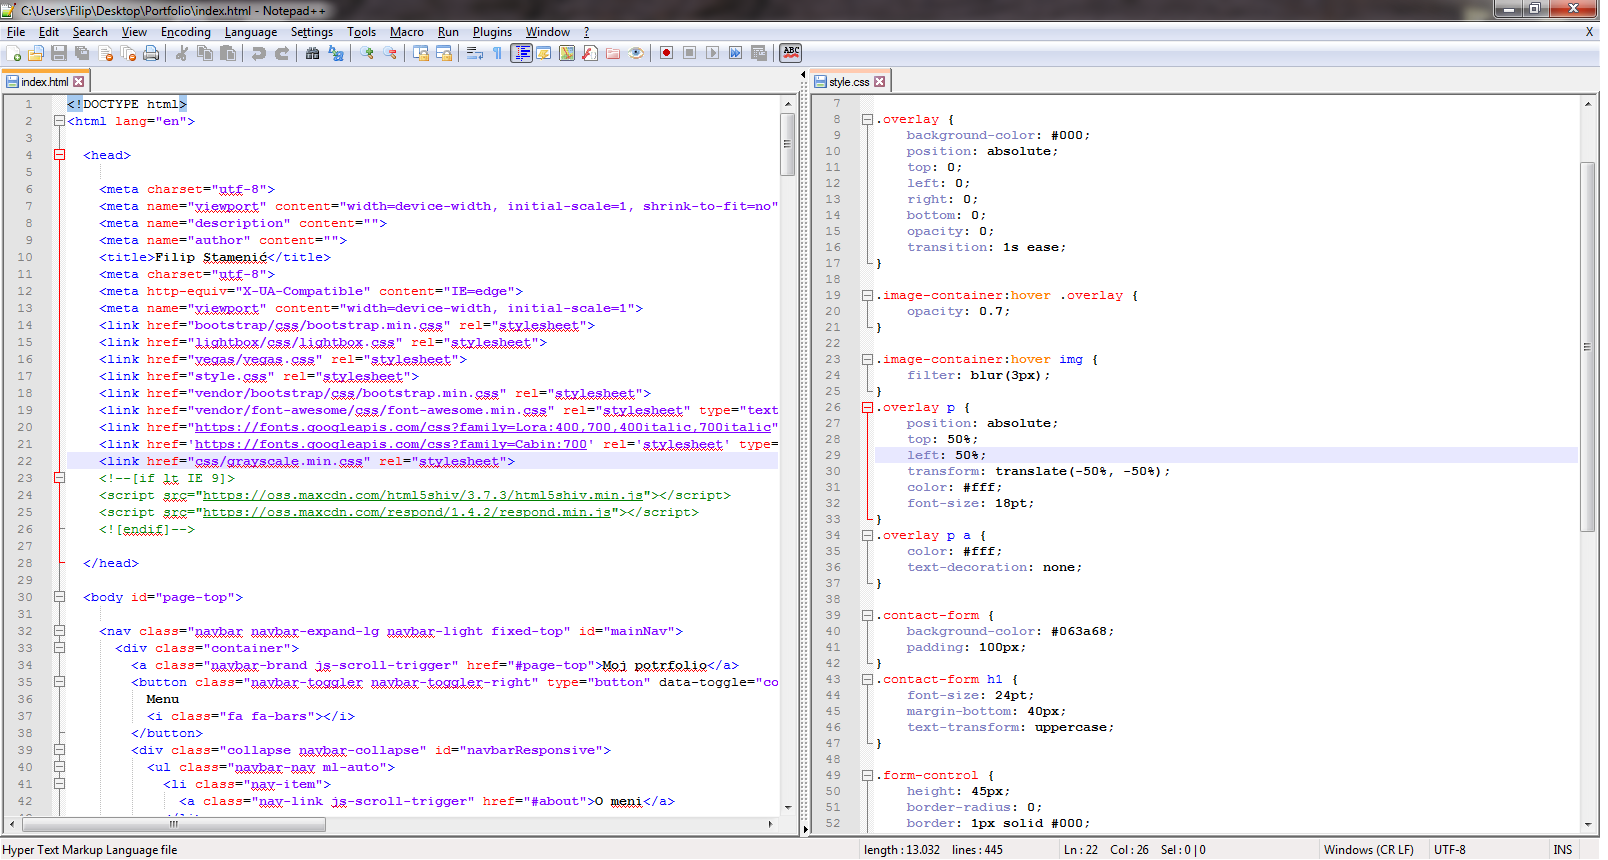 C:\Users\Filip\Desktop\Portfolio\index.html - Notepad++
File Edit Search View Encoding Language Settings Tools Macro Run Plugins Window ? X
ABC
index.html
1 <!DOCTYPE html>
2 <html lang="en">
3
4 <head>
5
6 <meta charset="utf-8">
7 <meta name="viewport" content="width=device-width, initial-scale=1, shrink-to-fit=no"
8 <meta name="description" content="">
9 <meta name="author" content="">
10 <title>Filip Stamenić</title>
11 <meta charset="utf-8">
12 <meta http-equiv="X-UA-Compatible" content="IE=edge">
13 <meta name="viewport" content="width=device-width, initial-scale=1">
14 <link href="bootstrap/css/bootstrap.min.css" rel="stylesheet">
15 <link href="lightbox/css/lightbox.css" rel="stylesheet">
16 <link href="vegas/vegas.css" rel="stylesheet">
17 <link href="style.css" rel="stylesheet">
18 <link href="vendor/bootstrap/css/bootstrap.min.css" rel="stylesheet">
19 <link href="vendor/font-awesome/css/font-awesome.min.css" rel="stylesheet" type="text
20 <link href="https://fonts.googleapis.com/css?family=Lora:400,700,400italic,700italic"
21 <link href='https://fonts.googleapis.com/css?family=Cabin:700' rel='stylesheet' type=
22 <link href="css/grayscale.min.css" rel="stylesheet">
23 <!--[if lt IE 9]>
24 <script src="https://oss.maxcdn.com/html5shiv/3.7.3/html5shiv.min.js"></script>
25 <script src="https://oss.maxcdn.com/respond/1.4.2/respond.min.js"></script>
26 <![endif]-->
27
28 </head>
29
30 <body id="page-top">
31
32 <nav class="navbar navbar-expand-lg navbar-light fixed-top" id="mainNav">
33 <div class="container">
34 <a class="navbar-brand js-scroll-trigger" href="#page-top">Moj potrfolio</a>
35 <button class="navbar-toggler navbar-toggler-right" type="button" data-toggle="co
36 Menu
37 <i class="fa fa-bars"></i>
38 </button>
39 <div class="collapse navbar-collapse" id="navbarResponsive">
40 <ul class="navbar-nav ml-auto">
41 <li class="nav-item">
42 <a class="nav-link js-scroll-trigger" href="#about">O meni</a>
style.css
7
8 .overlay {
9 background-color: #000;
10 position: absolute;
11 top: 0;
12 left: 0;
13 right: 0;
14 bottom: 0;
15 opacity: 0;
16 transition: 1s ease;
17 }
18
19 .image-container:hover .overlay {
20 opacity: 0.7;
21 }
22
23 .image-container:hover img {
24 filter: blur(3px);
25 }
26 .overlay p {
27 position: absolute;
28 top: 50%;
29 left: 50%;
30 transform: translate(-50%, -50%);
31 color: #fff;
32 font-size: 18pt;
33 }
34 .overlay p a {
35 color: #fff;
36 text-decoration: none;
37 }
38
39 .contact-form {
40 background-color: #063a68;
41 padding: 100px;
42 }
43 .contact-form h1 {
44 font-size: 24pt;
45 margin-bottom: 40px;
46 text-transform: uppercase;
47 }
48
49 .form-control {
50 height: 45px;
51 border-radius: 0;
52 border: 1px solid #000;
Hyper Text Markup Language file length : 13.032 lines : 445 Ln : 22 Col : 26 Sel : 0 | 0 Windows (CR LF) UTF-8 INS